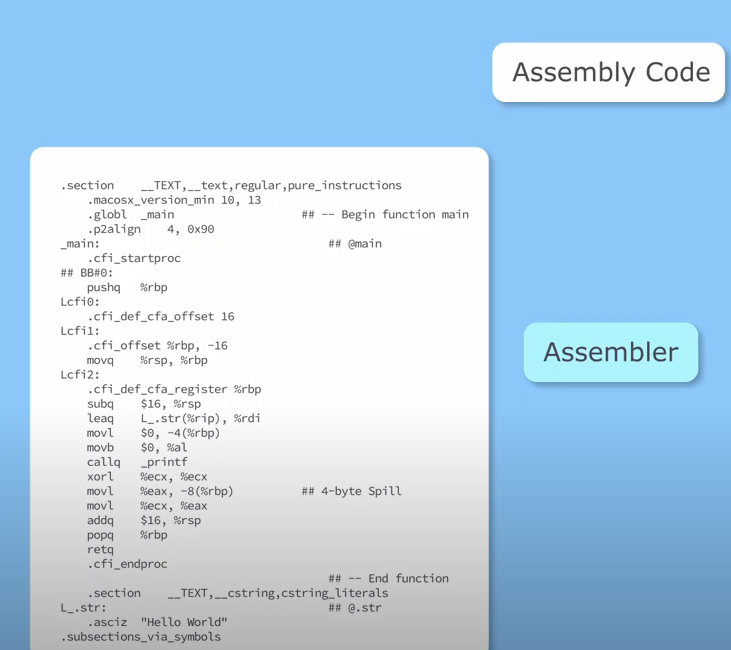 Assembly Code
.section    __TEXT,__text,regular,pure_instructions
    .macosx_version_min 10, 13
    .globl  _main                   ## -- Begin function main
    .p2align    4, 0x90
_main:                                  ## @main
    .cfi_startproc
## BB#0:
    pushq   %rbp
Lcfi0:
    .cfi_def_cfa_offset 16
Lcfi1:
    .cfi_offset %rbp, -16
    movq    %rsp, %rbp
Lcfi2:
    .cfi_def_cfa_register %rbp
    subq    $16, %rsp
    leaq    L_.str(%rip), %rdi
    movl    $0, -4(%rbp)
    movb    $0, %al
    callq   _printf
    xorl    %ecx, %ecx
    movl    %eax, -8(%rbp)          ## 4-byte Spill
    movl    %ecx, %eax
    addq    $16, %rsp
    popq    %rbp
    retq
    .cfi_endproc
                                        ## -- End function
    .section    __TEXT,__cstring,cstring_literals
L_.str:                                 ## @.str
    .asciz  "Hello World"
.subsections_via_symbols
Assembler